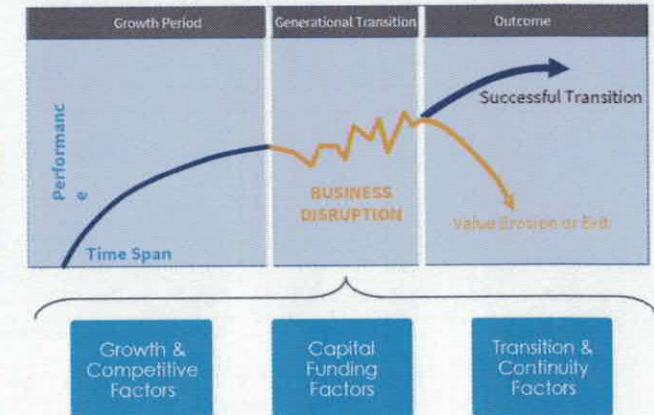 Growth Period
Generational Transition
Outcome
Performanc
e
Time Span
BUSINESS
DISRUPTION
Successful Transition
Value Erosion or Exit
Growth &
Competitive
Factors
Capital
Funding
Factors
Transition &
Continuity
Factors